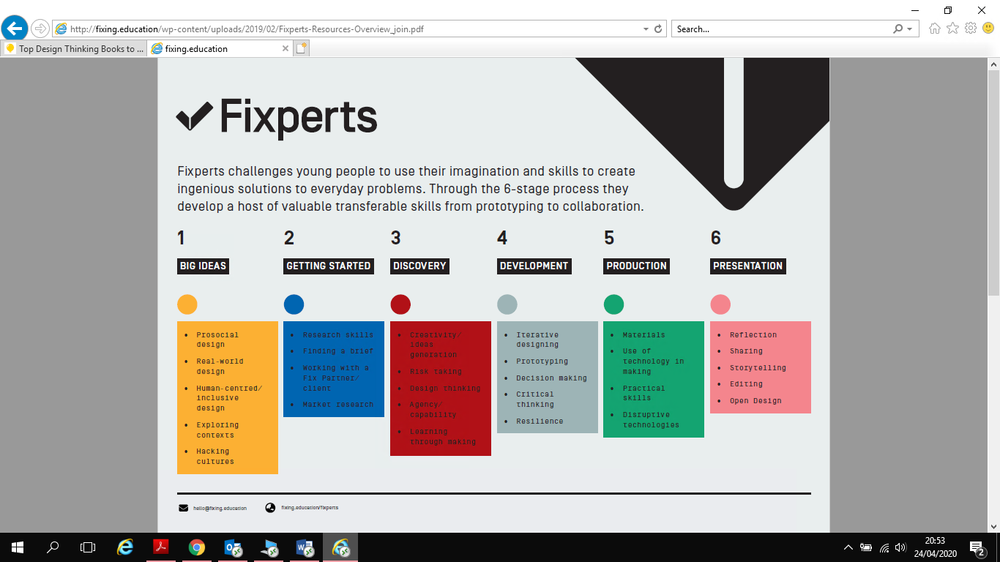 http://fixing.education/wp-content/uploads/2019/02/Fixperts-Resources-Overview_join.pdf
Search...
Top Design Thinking Books to ...
fixing.education
Fixperts
Fixperts challenges young people to use their imagination and skills to create
ingenious solutions to everyday problems. Through the 6-stage process they
develop a host of valuable transferable skills from prototyping to collaboration.
1
BIG IDEAS
• Prosocial
design
• Real-world
design
• Human-centred/
inclusive
design
• Exploring
contexts
• Hacking
cultures
2
GETTING STARTED
• Research skills
• Finding a brief
• Working with a
Fix Partner/
client
• Market research
3
DISCOVERY
• Creativity/
ideas
generation
• Risk taking
• Design thinking
• Agency/
capability
• Learning
through making
4
DEVELOPMENT
• Iterative
designing
• Prototyping
• Decision making
• Critical
thinking
• Resilience
5
PRODUCTION
• Materials
• Use of
technology in
making
• Practical
skills
• Disruptive
technologies
6
PRESENTATION
• Reflection
• Sharing
• Storytelling
• Editing
• Open Design
hello@fixing.education
fixing.education/fixperts
20:53
24/04/2020
2